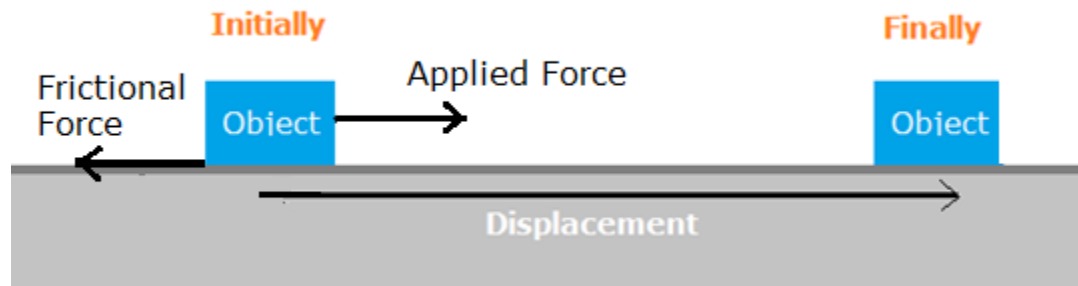 Initially
Finally
Frictional
Force
Applied Force
Object
Object
Displacement